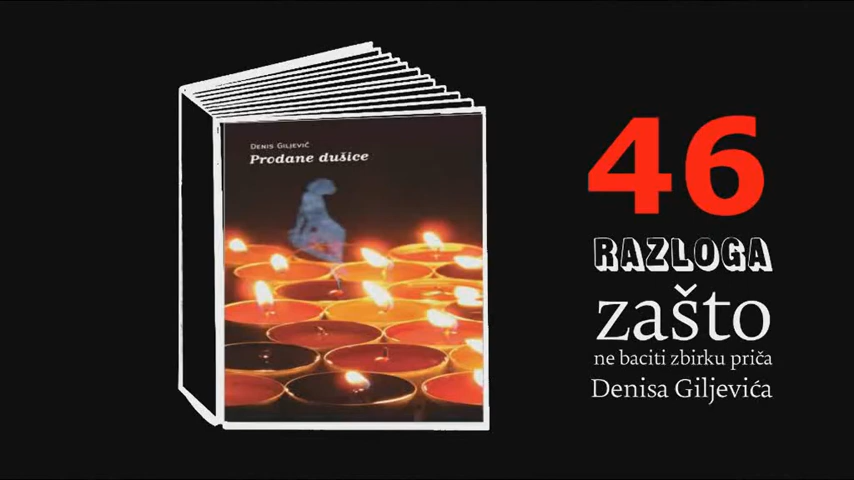 Denis Giljević
Prodane dušice
46
RAZLOGA
zašto
ne baciti zbirku priča
Denisa Giljevića